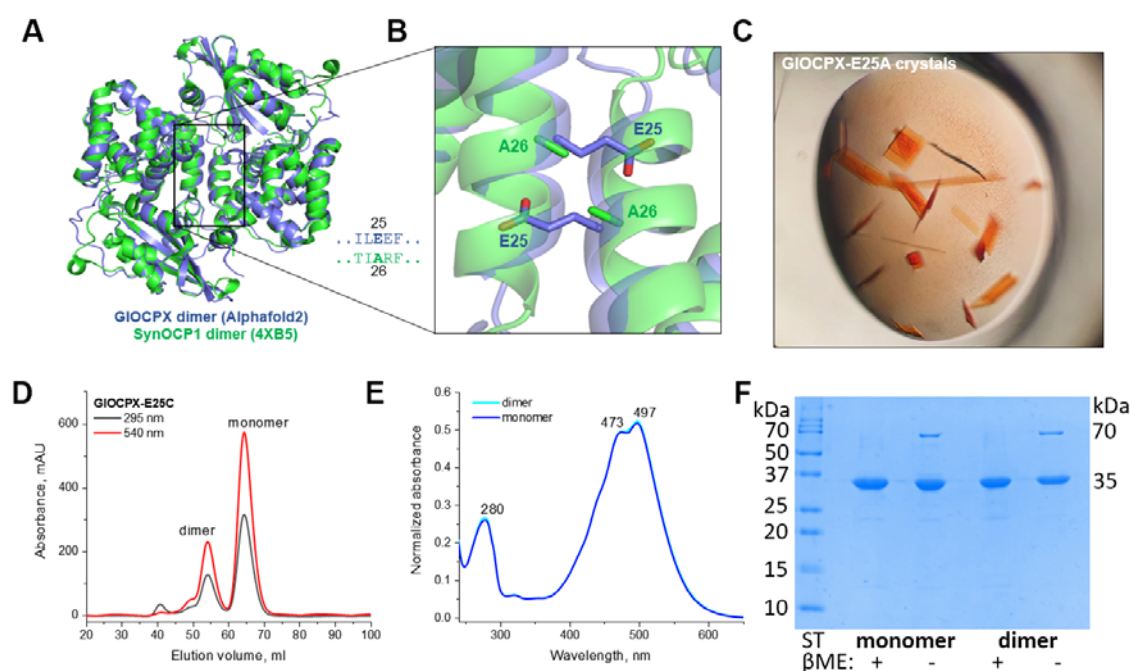 A
B
C
25
..ILEEF..
..TIARF..
26
GlOCPX dimer (Alphafold2)
SynOCP1 dimer (4XB5)
A26
E25
E25
A26
GlOCPX-E25A crystals
D
GlOCPX-E25C
295 nm
540 nm
monomer
dimer
600
400
200
0
Absorbance, mAU
20 30 40 50 60 70 80 90 100
Elution volume, ml
E
dimer
monomer
473
497
280
0.6
0.5
0.4
0.3
0.2
0.1
0.0
Normalized absorbance
300 400 500 600
Wavelength, nm
F
kDa
70
50
37
25
20
15
10
kDa
70
35
ST monomer dimer
βME: + - + -